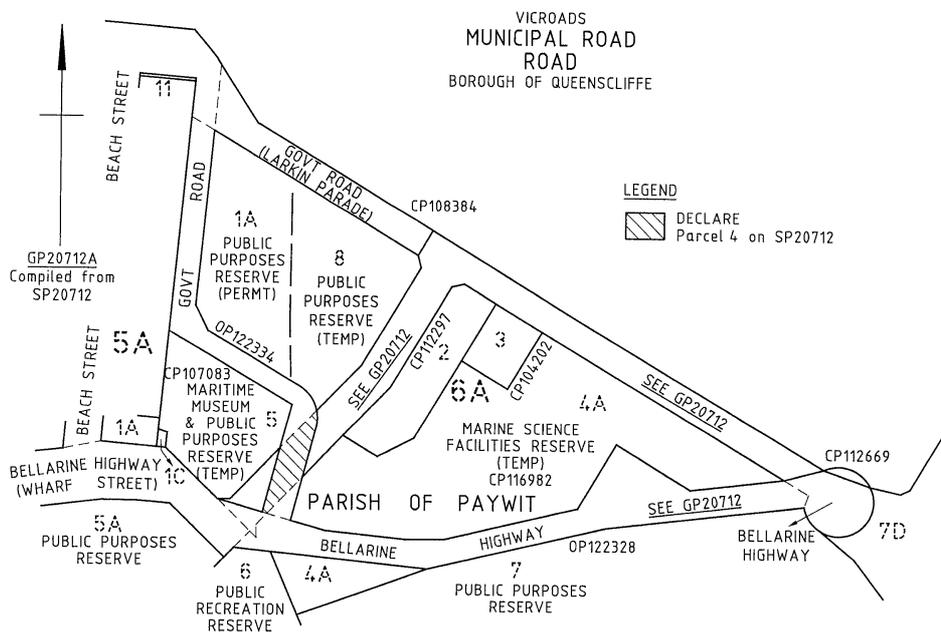 VICROADS
MUNICIPAL ROAD
ROAD
BOROUGH OF QUEENSCLIFFE
BEACH STREET
11
GOVT ROAD
GOVT ROAD
(LARKIN PARADE)
CP108384
LEGEND
DECLARE
Parcel 4 on SP20712
GP20712A
Compiled from
SP20712
1A
PUBLIC
PURPOSES
RESERVE
(PERMT)
8
PUBLIC
PURPOSES
RESERVE
(TEMP)
OP122334
SEE GP20712
CP112297
2
3
CP104202
6A
4A
SEE GP20712
5A
BEACH STREET
CP107083
MARITIME
MUSEUM
& PUBLIC
PURPOSES
RESERVE
(TEMP)
5
1A
1C
MARINE SCIENCE
FACILITIES RESERVE
(TEMP)
CP116982
CP112669
BELLARINE HIGHWAY
(WHARF STREET)
PARISH OF PAYWIT
SEE GP20712
BELLARINE
HIGHWAY
7D
5A
PUBLIC PURPOSES
RESERVE
BELLARINE HIGHWAY
OP122328
6
PUBLIC
RECREATION
RESERVE
4A
7
PUBLIC PURPOSES
RESERVE